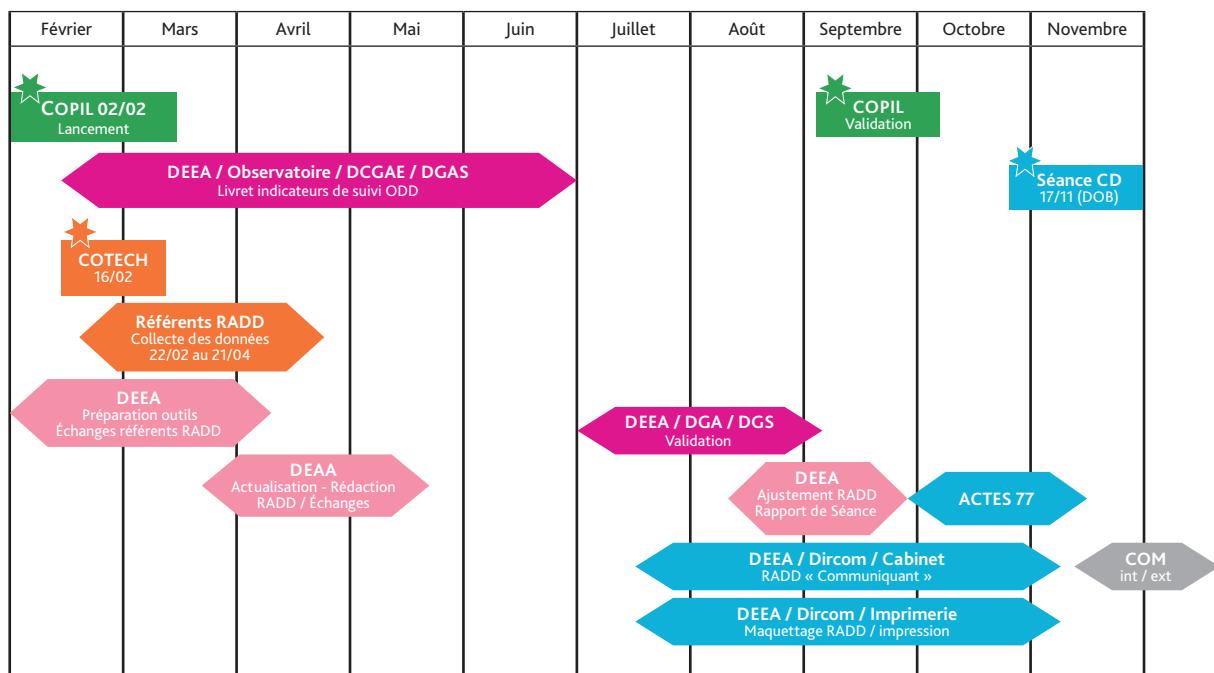 Février
Mars
Avril
Mai
Juin
Juillet
Août
Septembre
Octobre
Novembre
COPIL 02/02
Lancement
COPIL
Validation
DEEA / Observatoire / DCGAE / DGAS
Livret indicateurs de suivi ODD
Séance CD
17/11 (DOB)
COTECH
16/02
Référents RADD
Collecte des données
22/02 au 21/04
DEEA
Préparation outils
Échanges référents RADD
DEEA / DGA / DGS
Validation
DEAA
Actualisation - Rédaction
RADD / Échanges
DEEA
Ajustement RADD
Rapport de Séance
ACTES 77
DEEA / Dircom / Cabinet
RADD « Communiquant »
COM
int / ext
DEEA / Dircom / Imprimerie
Maquettage RADD / impression